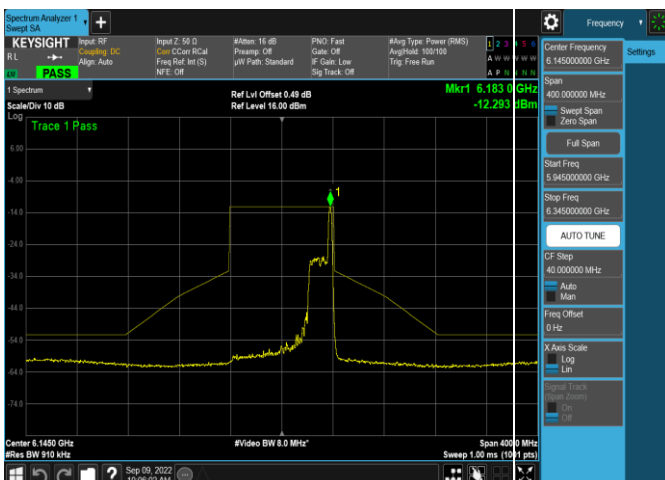 Spectrum Analyzer 1
Swept SA
+
Frequency
KEYSIGHT
Input: RF
Coupling: DC
Align: Auto
Input Z: 50 Ω
Corr CCorr RCal
Freq Ref: Int (S)
NFE: Off
#Atten: 16 dB
Preamp: Off
µW Path: Standard
PNO: Fast
Gate: Off
IF Gain: Low
Sig Track: Off
#Avg Type: Power (RMS)
Avg|Hold: 100/100
Trig: Free Run
1 2 3 4 5 6
A W W W W W
A P N N N N
R L
PASS
1 Spectrum
Scale/Div 10 dB
Log
Ref Lvl Offset 0.49 dB
Ref Level 16.00 dBm
Mkr1 6.183 0 GHz
-12.293 dBm
Trace 1 Pass
1
6.00
-4.00
-14.0
-24.0
-34.0
-44.0
-54.0
-64.0
-74.0
Center 6.1450 GHz
#Res BW 910 kHz
#Video BW 8.0 MHz*
Span 400.0 MHz
Sweep 1.00 ms (1001 pts)
Sep 09, 2022
Center Frequency
6.145000000 GHz
Settings
Span
400.000000 MHz
Swept Span
Zero Span
Full Span
Start Freq
5.945000000 GHz
Stop Freq
6.345000000 GHz
AUTO TUNE
CF Step
40.000000 MHz
Auto
Man
Freq Offset
0 Hz
X Axis Scale
Log
Lin
Signal Track
(Span Zoom)
On
Off